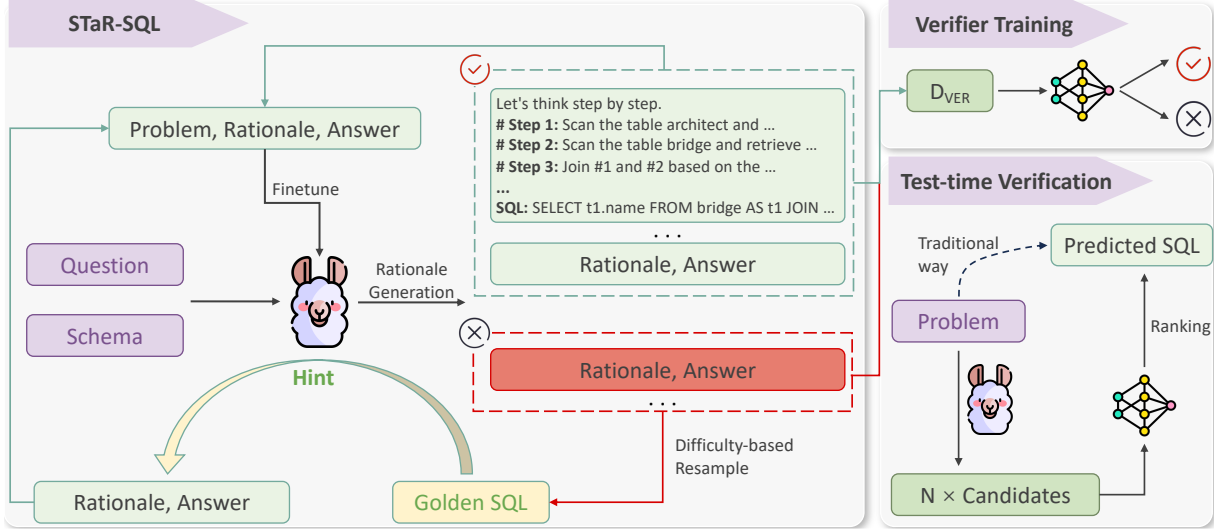 STaR-SQL
Problem, Rationale, Answer
Finetune
Question
Schema
Rationale
Generation
Let's think step by step.
# Step 1: Scan the table architect and ...
# Step 2: Scan the table bridge and retrieve ...
# Step 3: Join #1 and #2 based on the ...
...
SQL: SELECT t1.name FROM bridge AS t1 JOIN ...
...
Rationale, Answer
Rationale, Answer
...
Hint
Difficulty-based
Resample
Rationale, Answer
Golden SQL
Verifier Training
DVER
Test-time Verification
Traditional
way
Predicted SQL
Problem
Ranking
N × Candidates